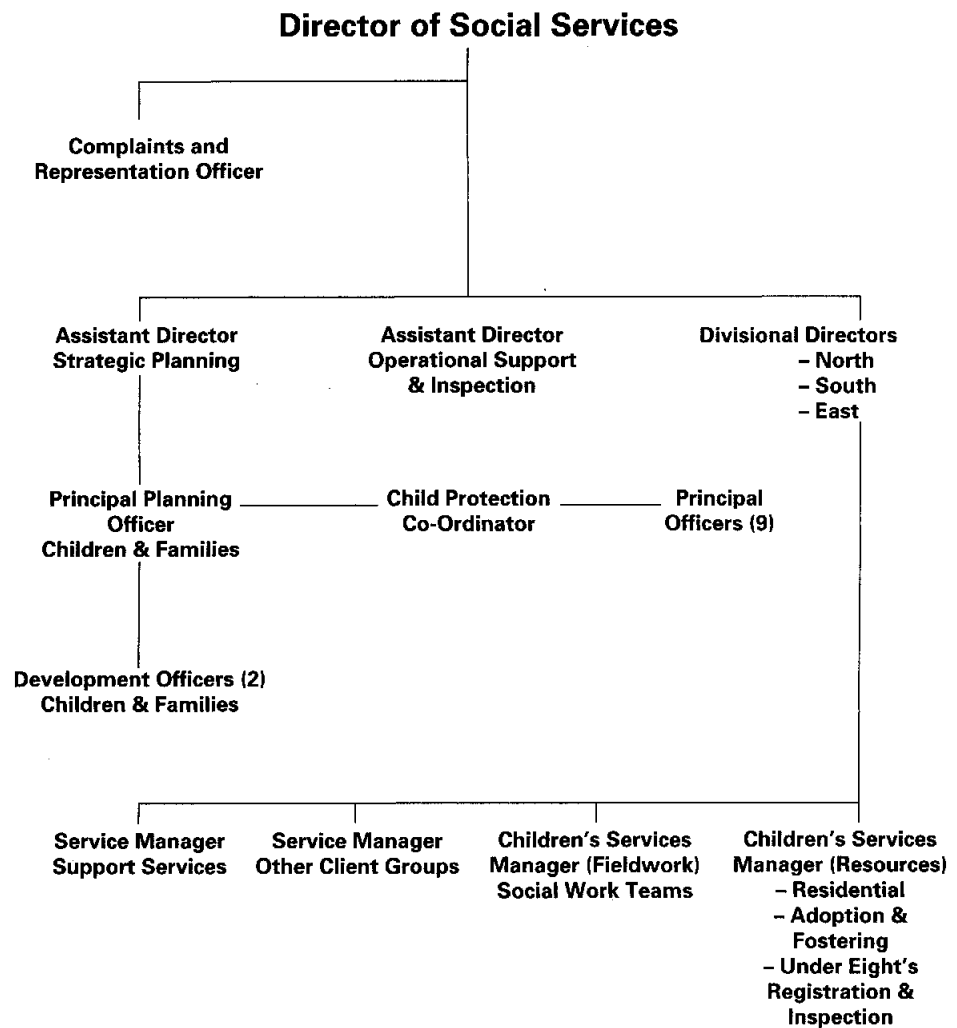 Director of Social Services
Complaints and
Representation Officer
Assistant Director
Strategic Planning
Assistant Director
Operational Support
& Inspection
Divisional Directors
– North
– South
– East
Principal Planning
Officer
Children & Families
Child Protection
Co-Ordinator
Principal
Officers (9)
Development Officers (2)
Children & Families
Service Manager
Support Services
Service Manager
Other Client Groups
Children's Services
Manager (Fieldwork)
Social Work Teams
Children's Services
Manager (Resources)
– Residential
– Adoption &
Fostering
– Under Eight's
Registration &
Inspection